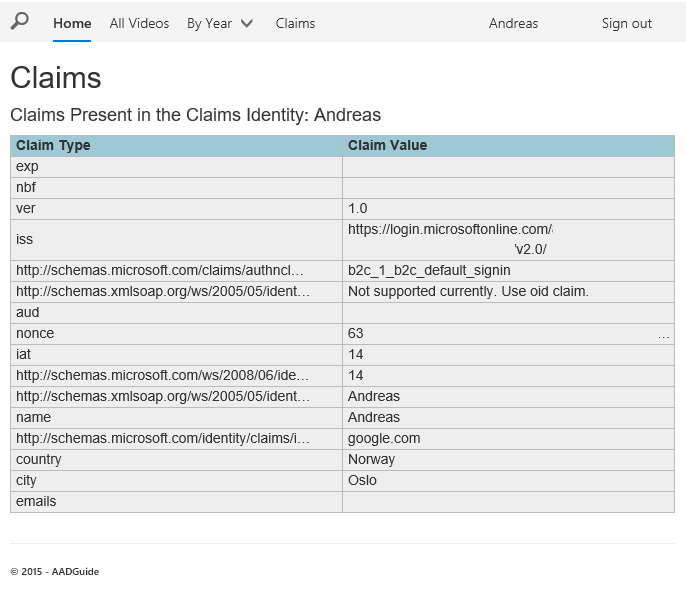 Home All Videos By Year Claims Andreas Sign out
Claims
Claims Present in the Claims Identity: Andreas
Claim Type Claim Value
exp
nbf
ver 1.0
iss https://login.microsoftonline.com/
v2.0/
http://schemas.microsoft.com/claims/authncl… b2c_1_b2c_default_signin
http://schemas.xmlsoap.org/ws/2005/05/ident… Not supported currently. Use oid claim.
aud
nonce 63 …
iat 14
http://schemas.microsoft.com/ws/2008/06/ide… 14
http://schemas.xmlsoap.org/ws/2005/05/ident… Andreas
name Andreas
http://schemas.microsoft.com/identity/claims/i… google.com
country Norway
city Oslo
emails
© 2015 - AADGuide